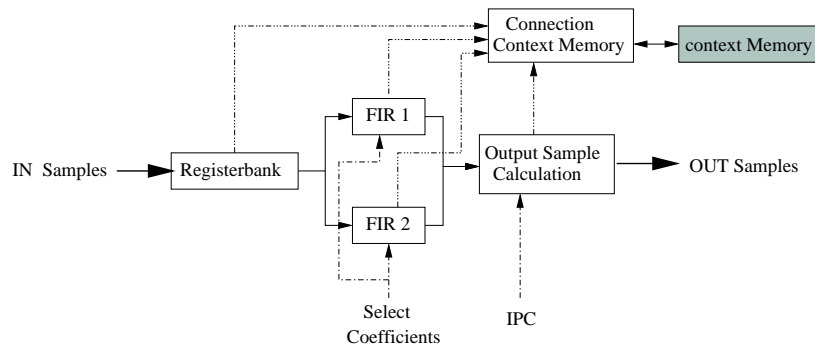 Connection
Context Memory
context Memory
FIR 1
IN Samples
Registerbank
Output Sample
Calculation
OUT Samples
FIR 2
Select
Coefficients
IPC